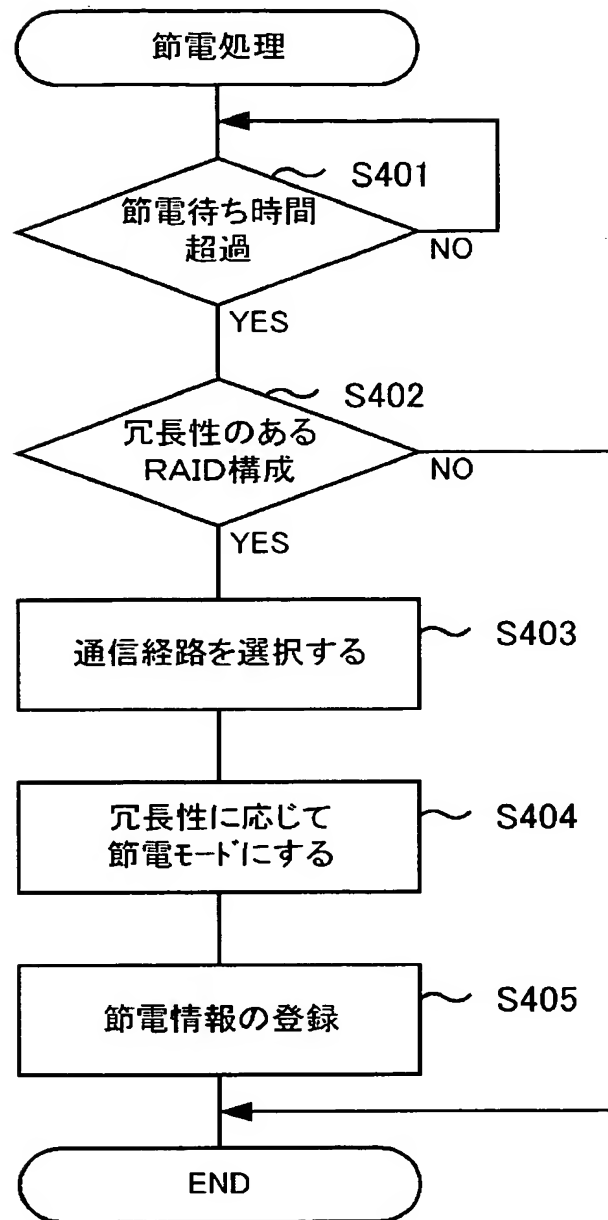 節電処理
S401
節電待ち時間
超過
NO
YES
S402
冗長性のある
RAID構成
NO
YES
通信経路を選択する
S403
冗長性に応じて
節電モードにする
S404
節電情報の登録
S405
END